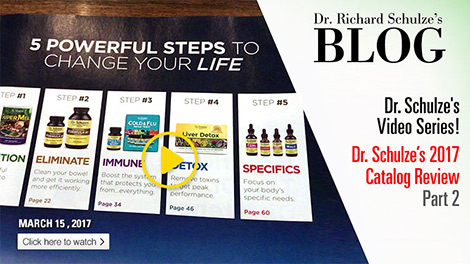 5 POWERFUL STEPS TO
CHANGE YOUR LIFE
STEP #2
STEP #3
STEP #4
STEP #5
COLD & FLU
Liver Detox
TION
ELIMINATE
Clean your bowel
and get it working
more efficiently.
Page 22
IMMUNE
Boost the system
that protects you
from...everything.
Page 34
DETOX
Remove toxins
get peak
performance.
Page 46
SPECIFICS
Focus on
your body's
specific needs.
Page 60
MARCH 15, 2017
Click here to watch >
Dr. Richard Schulze's
BLOG
Dr. Schulze's
Video Series!
Dr. Schulze's 2017
Catalog Review
Part 2